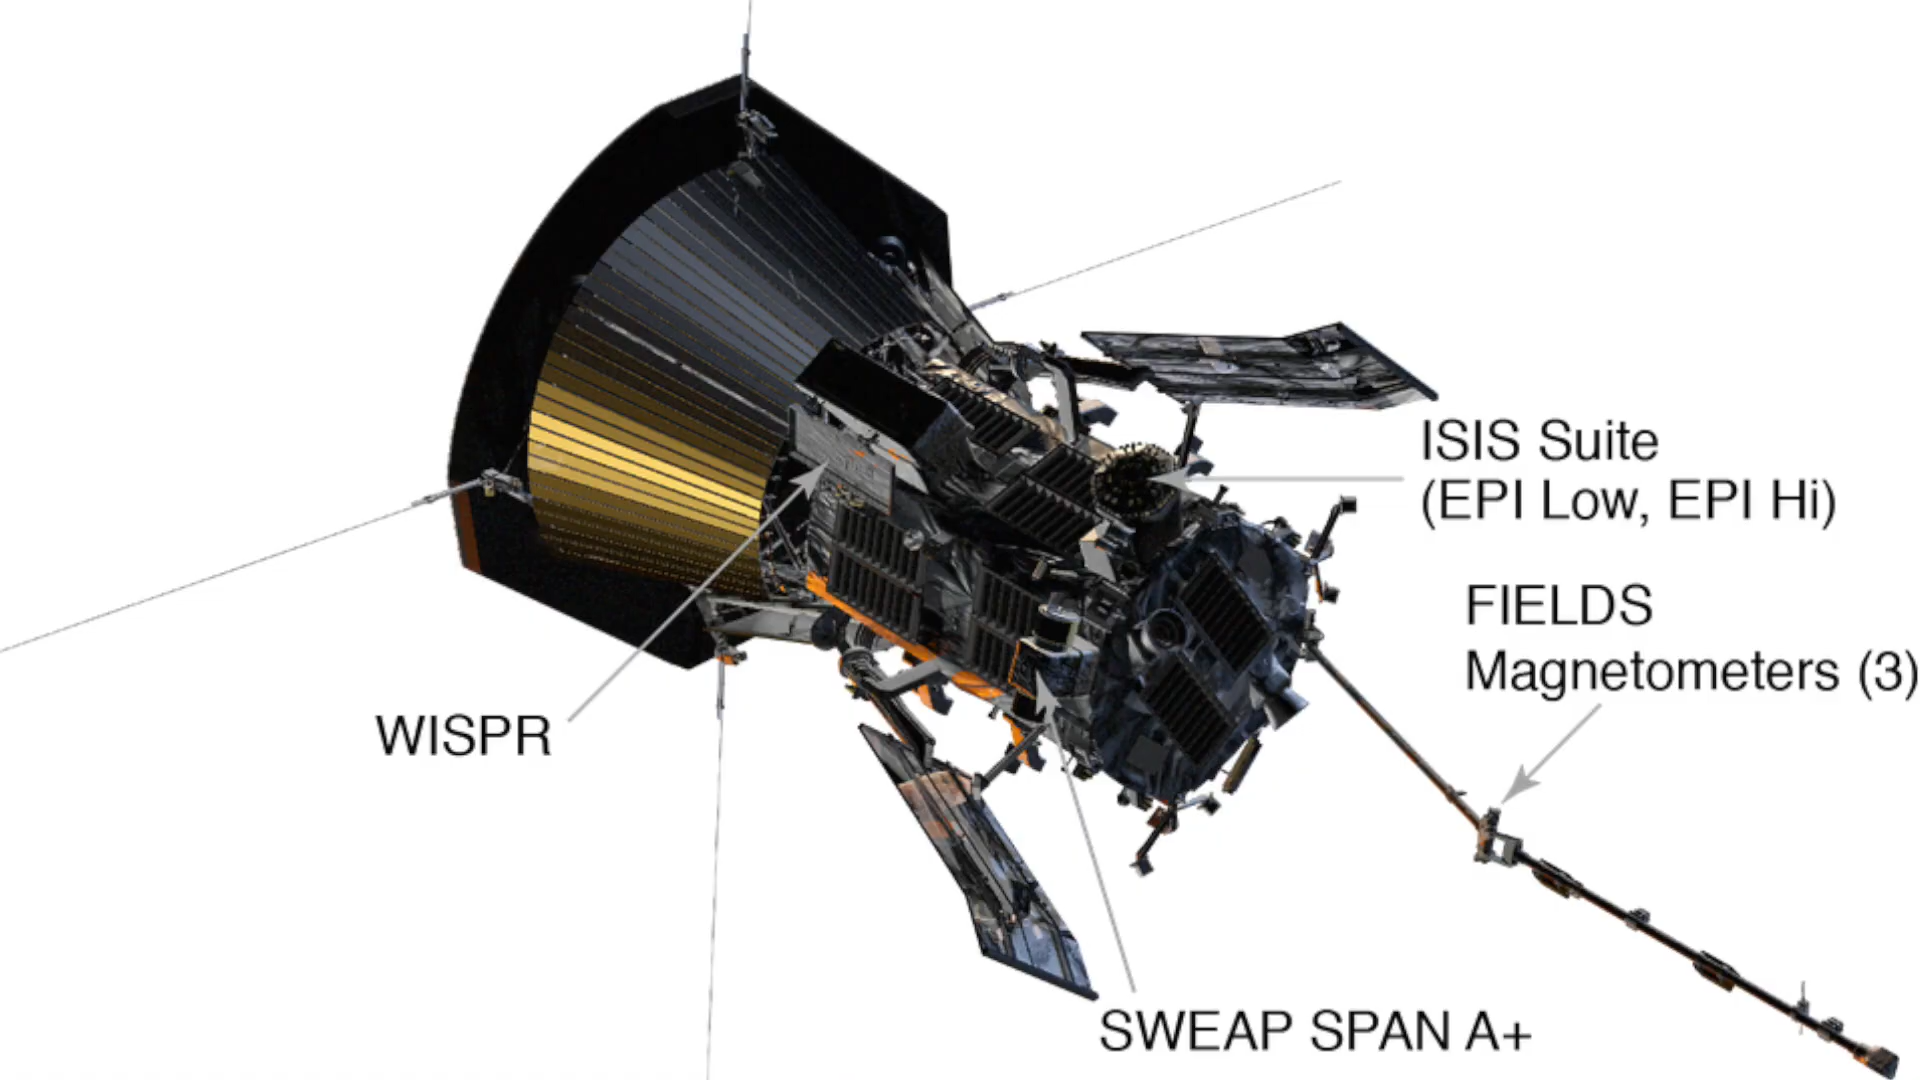 ISIS Suite
(EPI Low, EPI Hi)
FIELDS
Magnetometers (3)
WISPR
SWEAP SPAN A+